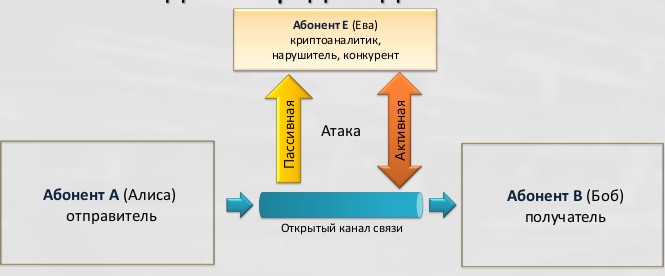 Абонент E (Ева)
криптоаналитик,
нарушитель, конкурент
Пассивная
Атака
Активная
Абонент A (Алиса)
отправитель
Открытый канал связи
Абонент B (Боб)
получатель